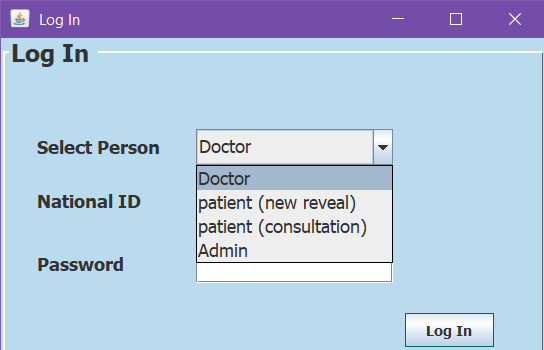 Log In
Log In
Select Person
Doctor
Doctor
National ID
patient (new reveal)
patient (consultation)
Admin
Password
Log In